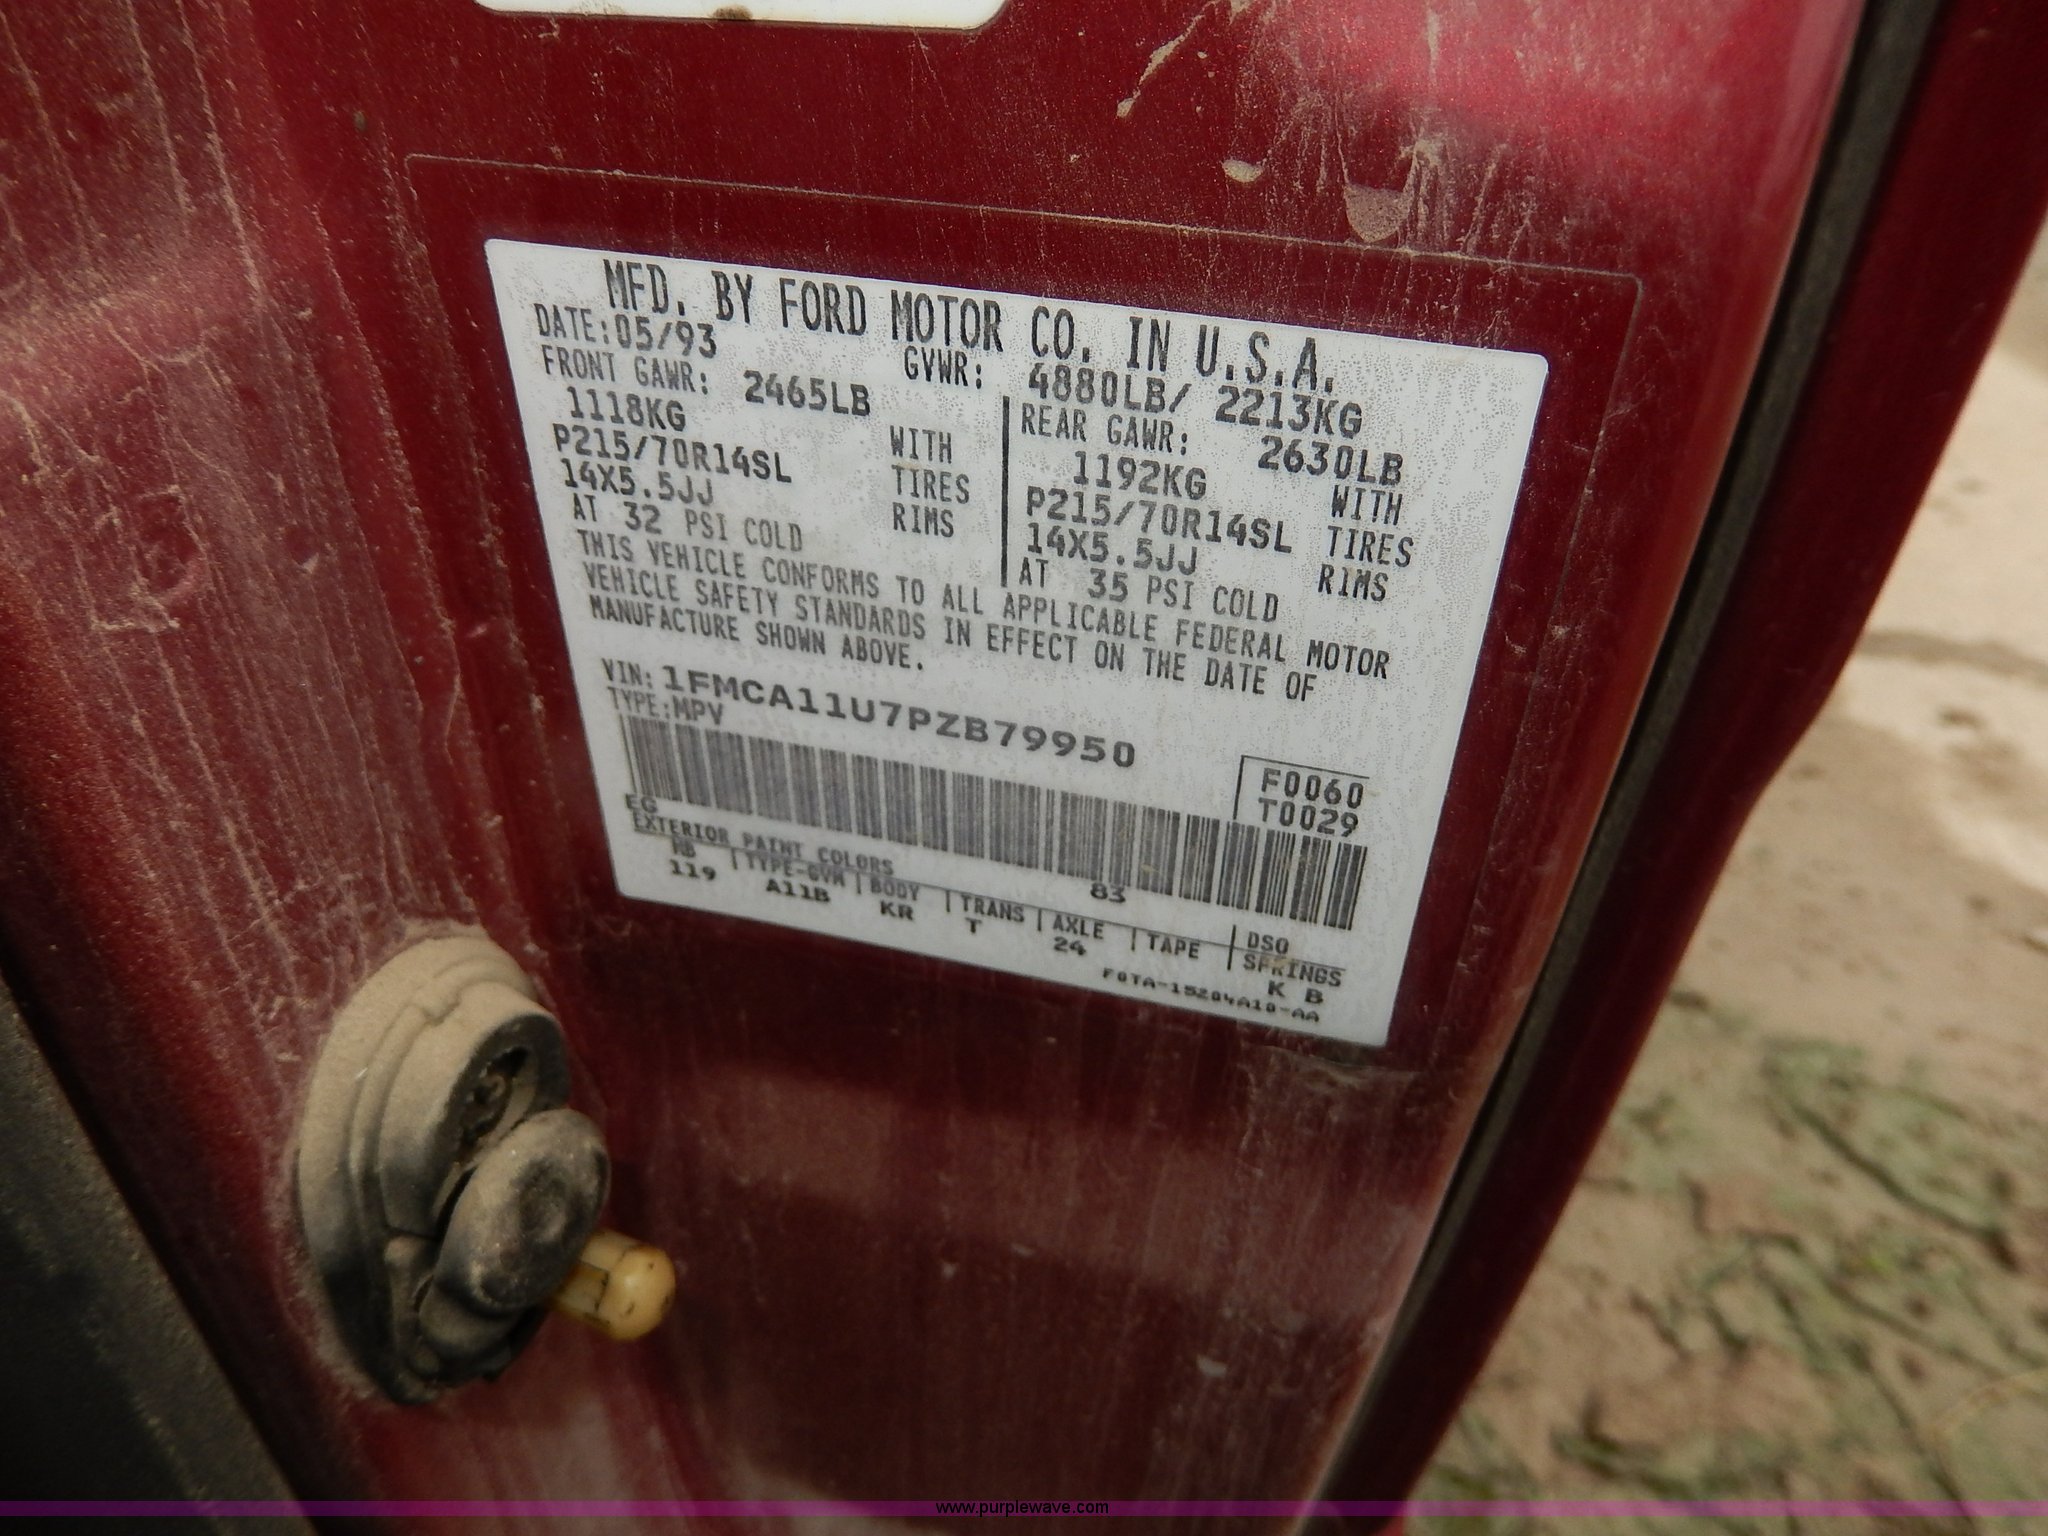 MFD. BY FORD MOTOR CO. IN U.S.A.
DATE:05/93 GVWR: 4880LB/ 2213KG
FRONT GAWR: 2465LB
1118KG WITH
P215/70R14SL TIRES
14X5.5JJ RIMS
AT 32 PSI COLD
REAR GAWR: 2630LB
1192KG WITH
P215/70R14SL TIRES
14X5.5JJ RIMS
AT 35 PSI COLD
THIS VEHICLE CONFORMS TO ALL APPLICABLE FEDERAL MOTOR
VEHICLE SAFETY STANDARDS IN EFFECT ON THE DATE OF
MANUFACTURE SHOWN ABOVE.
VIN: 1FMCA11U7PZB79950
TYPE:MPV
F0060
T0029
EG 83
EXTERIOR PAINT COLORS DSO
WB TYPE-GVM BODY TRANS AXLE TAPE SPRINGS
119 A11B KR T 24 K B
F0TA-15204A10-AA
www.purplewave.com